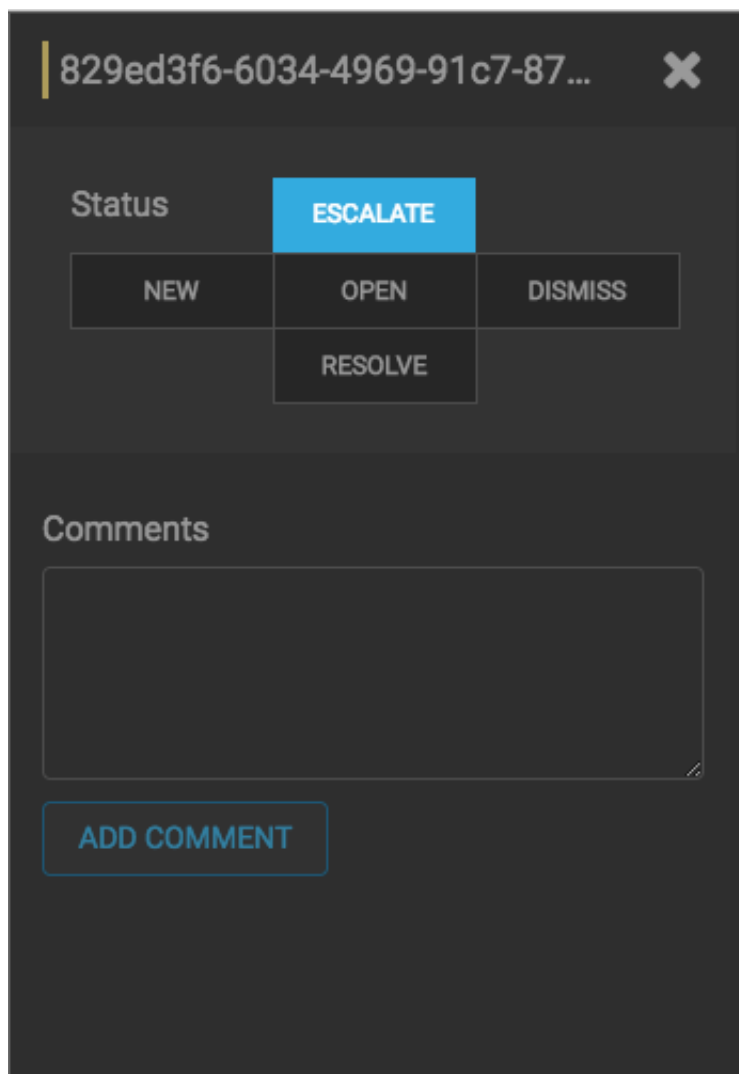 829ed3f6-6034-4969-91c7-87...
Status
ESCALATE
NEW OPEN DISMISS
RESOLVE
Comments
ADD COMMENT